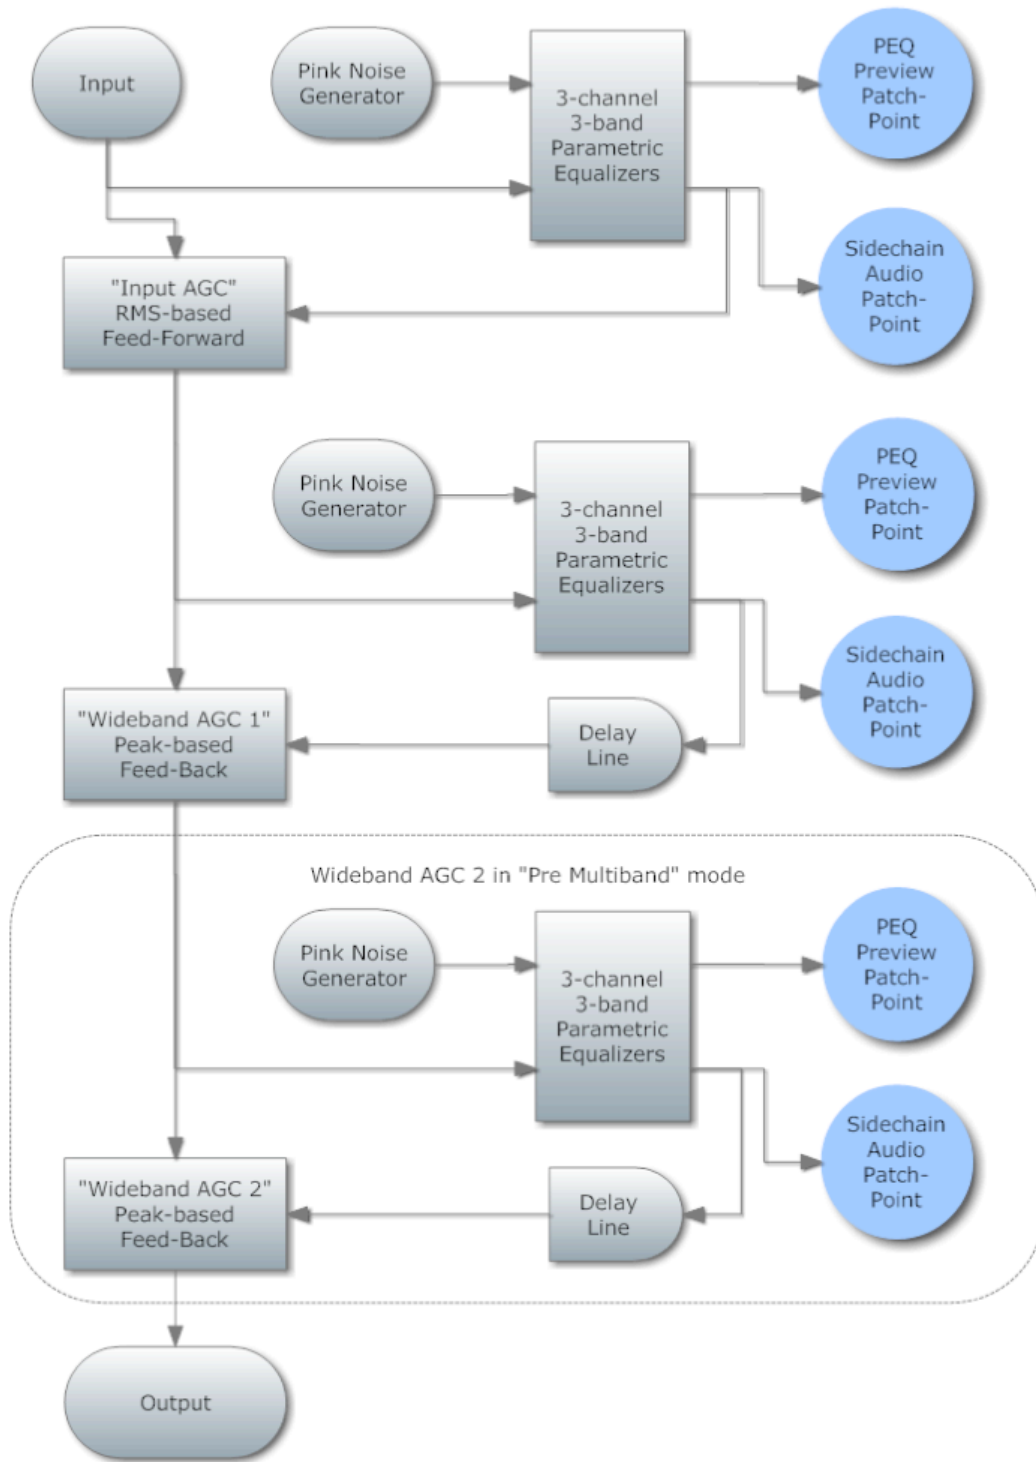 Input
Pink Noise
Generator
3-channel
3-band
Parametric
Equalizers
PEQ
Preview
Patch-
Point
Sidechain
Audio
Patch-
Point
"Input AGC"
RMS-based
Feed-Forward
Pink Noise
Generator
3-channel
3-band
Parametric
Equalizers
PEQ
Preview
Patch-
Point
Sidechain
Audio
Patch-
Point
"Wideband AGC 1"
Peak-based
Feed-Back
Delay
Line
Wideband AGC 2 in "Pre Multiband" mode
Pink Noise
Generator
3-channel
3-band
Parametric
Equalizers
PEQ
Preview
Patch-
Point
Sidechain
Audio
Patch-
Point
"Wideband AGC 2"
Peak-based
Feed-Back
Delay
Line
Output